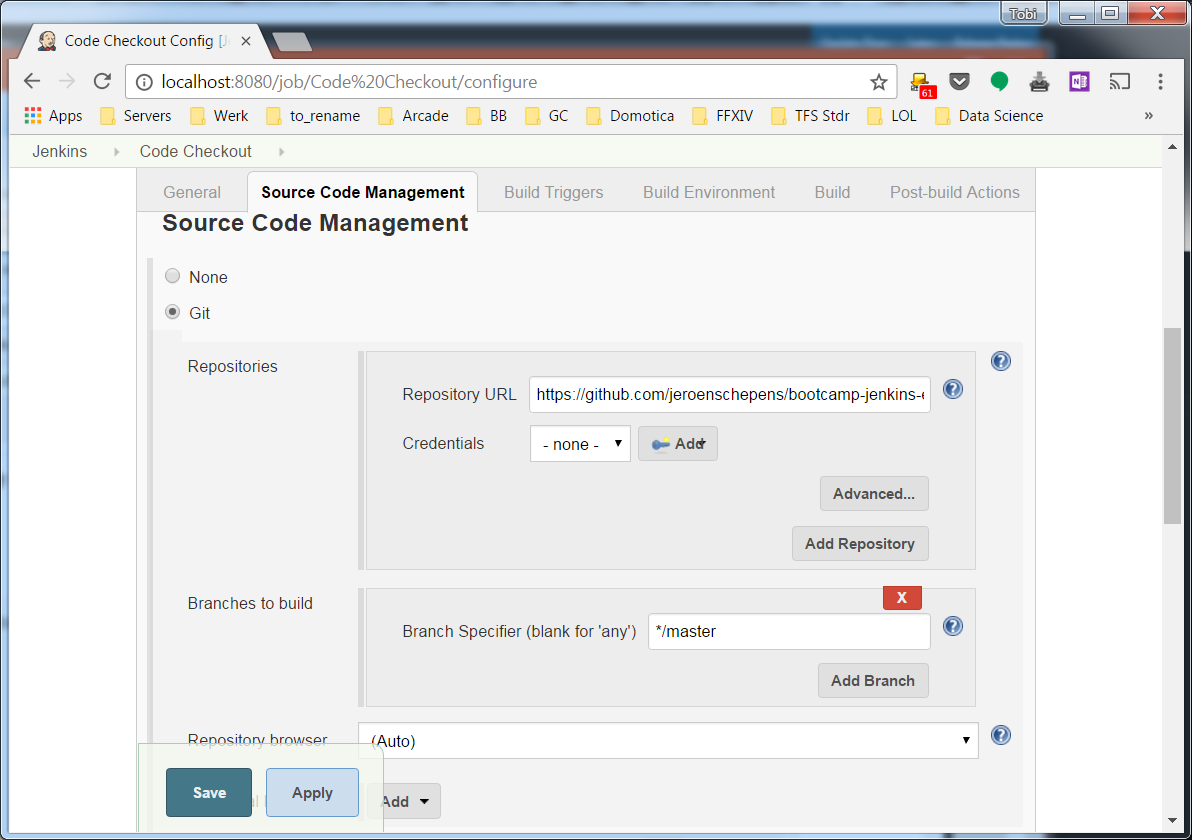 Tobi
Code Checkout Config [J
localhost:8080/job/Code%20Checkout/configure
61
Apps Servers Werk to_rename Arcade BB GC Domotica FFXIV TFS Stdr LOL Data Science »
Jenkins Code Checkout
General Source Code Management Build Triggers Build Environment Build Post-build Actions
Source Code Management
None
Git
Repositories
Repository URL https://github.com/jeroenschepens/bootcamp-jenkins-
Credentials - none - Add
Advanced...
Add Repository
X
Branches to build
Branch Specifier (blank for 'any') */master
Add Branch
Repository browser (Auto)
Save Apply Add